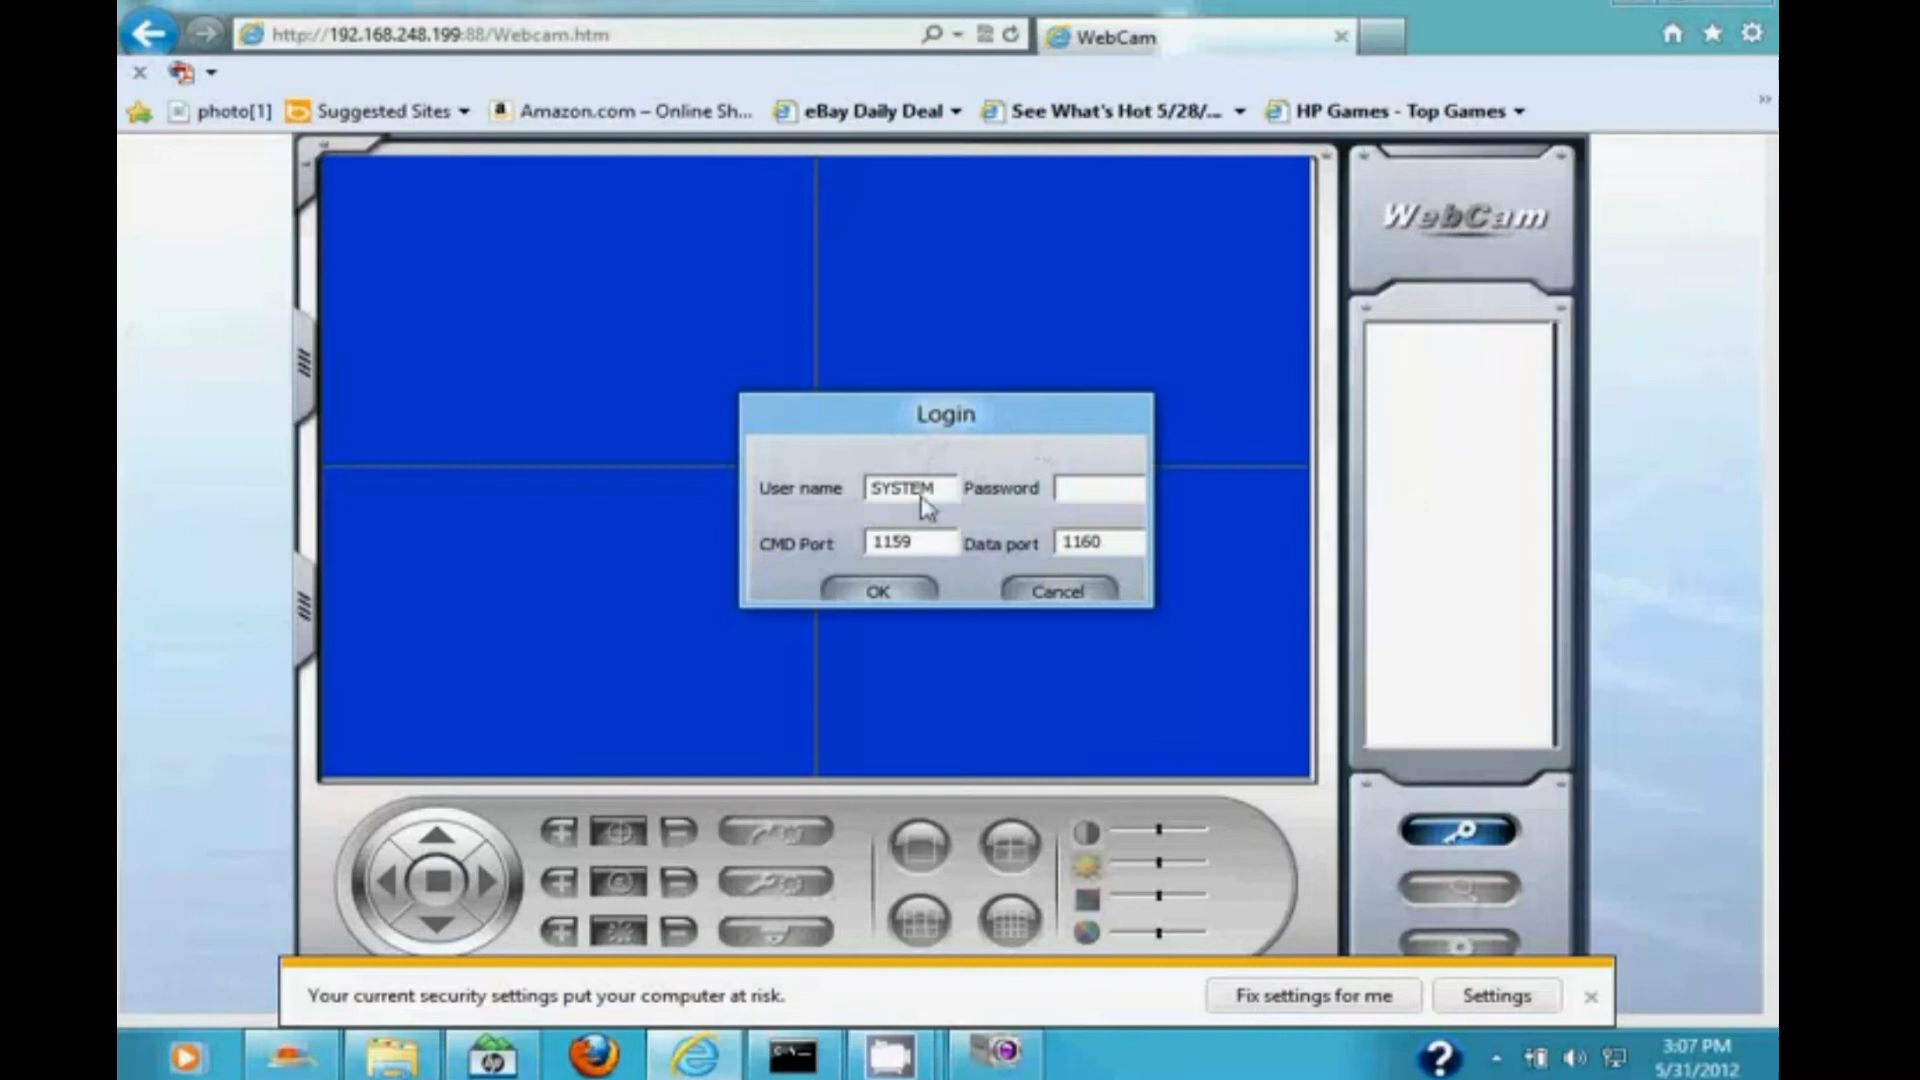 http://192.168.248.199:88/Webcam.htm
WebCam
photo[1] Suggested Sites Amazon.com – Online Sh... eBay Daily Deal See What's Hot 5/28/... HP Games - Top Games
WebCam
Login
User name SYSTEM Password
CMD Port 1159 Data port 1160
OK Cancel
Your current security settings put your computer at risk. Fix settings for me Settings
3:07 PM
5/31/2012